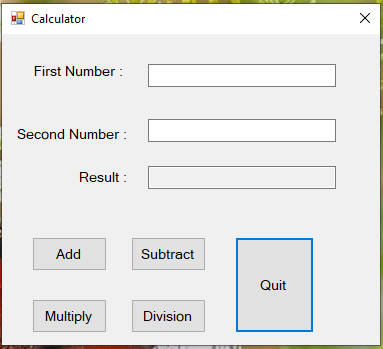 Calculator
First Number :
Second Number :
Result :
Add
Subtract
Quit
Multiply
Division